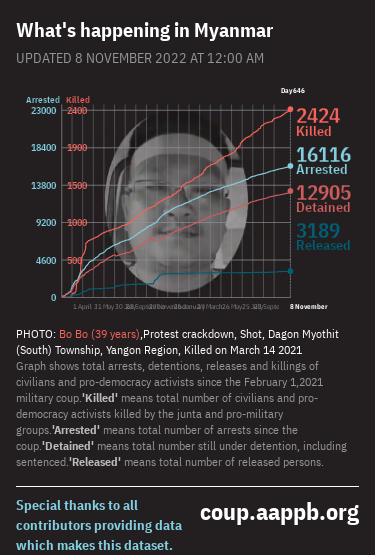 What's happening in Myanmar
UPDATED 8 NOVEMBER 2022 AT 12:00 AM
Day646
Arrested Killed
23000 2400
18400 1900
13800 1500
9200 1000
4600 500
0
2424
Killed
16116
Arrested
12905
Detained
3189
Released
1 April 31 May 30
8 November
PHOTO: Bo Bo (39 years),Protest crackdown, Shot, Dagon Myothit
(South) Township, Yangon Region, Killed on March 14 2021
Graph shows total arrests, detentions, releases and killings of
civilians and pro-democracy activists since the February 1,2021
military coup.'Killed' means total number of civilians and pro-
democracy activists killed by the junta and pro-military
groups.'Arrested' means total number of arrests since the
coup.'Detained' means total number still under detention, including
sentenced.'Released' means total number of released persons.
Special thanks to all
contributors providing data
which makes this dataset.
coup.aappb.org